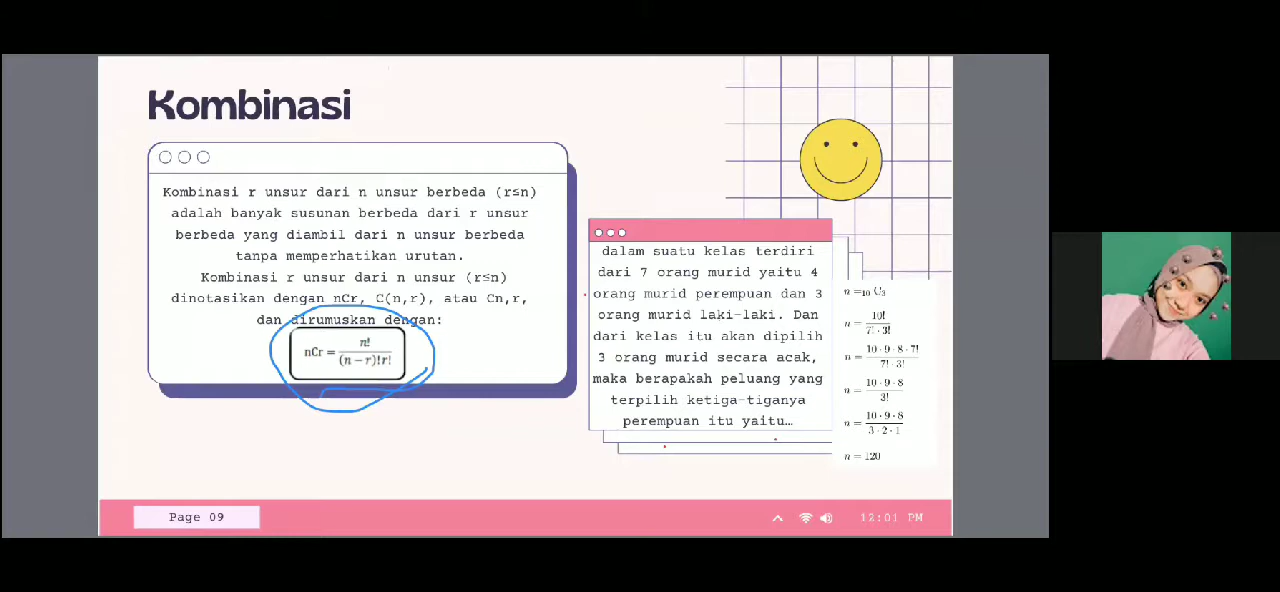 Kombinasi
Kombinasi r unsur dari n unsur berbeda (r≤n)
adalah banyak susunan berbeda dari r unsur
berbeda yang diambil dari n unsur berbeda
tanpa memperhatikan urutan.
Kombinasi r unsur dari n unsur (r≤n)
dinotasikan dengan nCr, C(n,r), atau Cn,r,
dan dirumuskan dengan:
nCr = n! / (n − r)! r!
dalam suatu kelas terdiri
dari 7 orang murid yaitu 4
orang murid perempuan dan 3
orang murid laki-laki. Dan
dari kelas itu akan dipilih
3 orang murid secara acak,
maka berapakah peluang yang
terpilih ketiga-tiganya
perempuan itu yaitu…
n = ₁₀ C₃
n = 10! / 7! · 3!
n = 10 · 9 · 8 · 7! / 7! · 3!
n = 10 · 9 · 8 / 3!
n = 10 · 9 · 8 / 3 · 2 · 1
n = 120
Page 09
12:01 PM